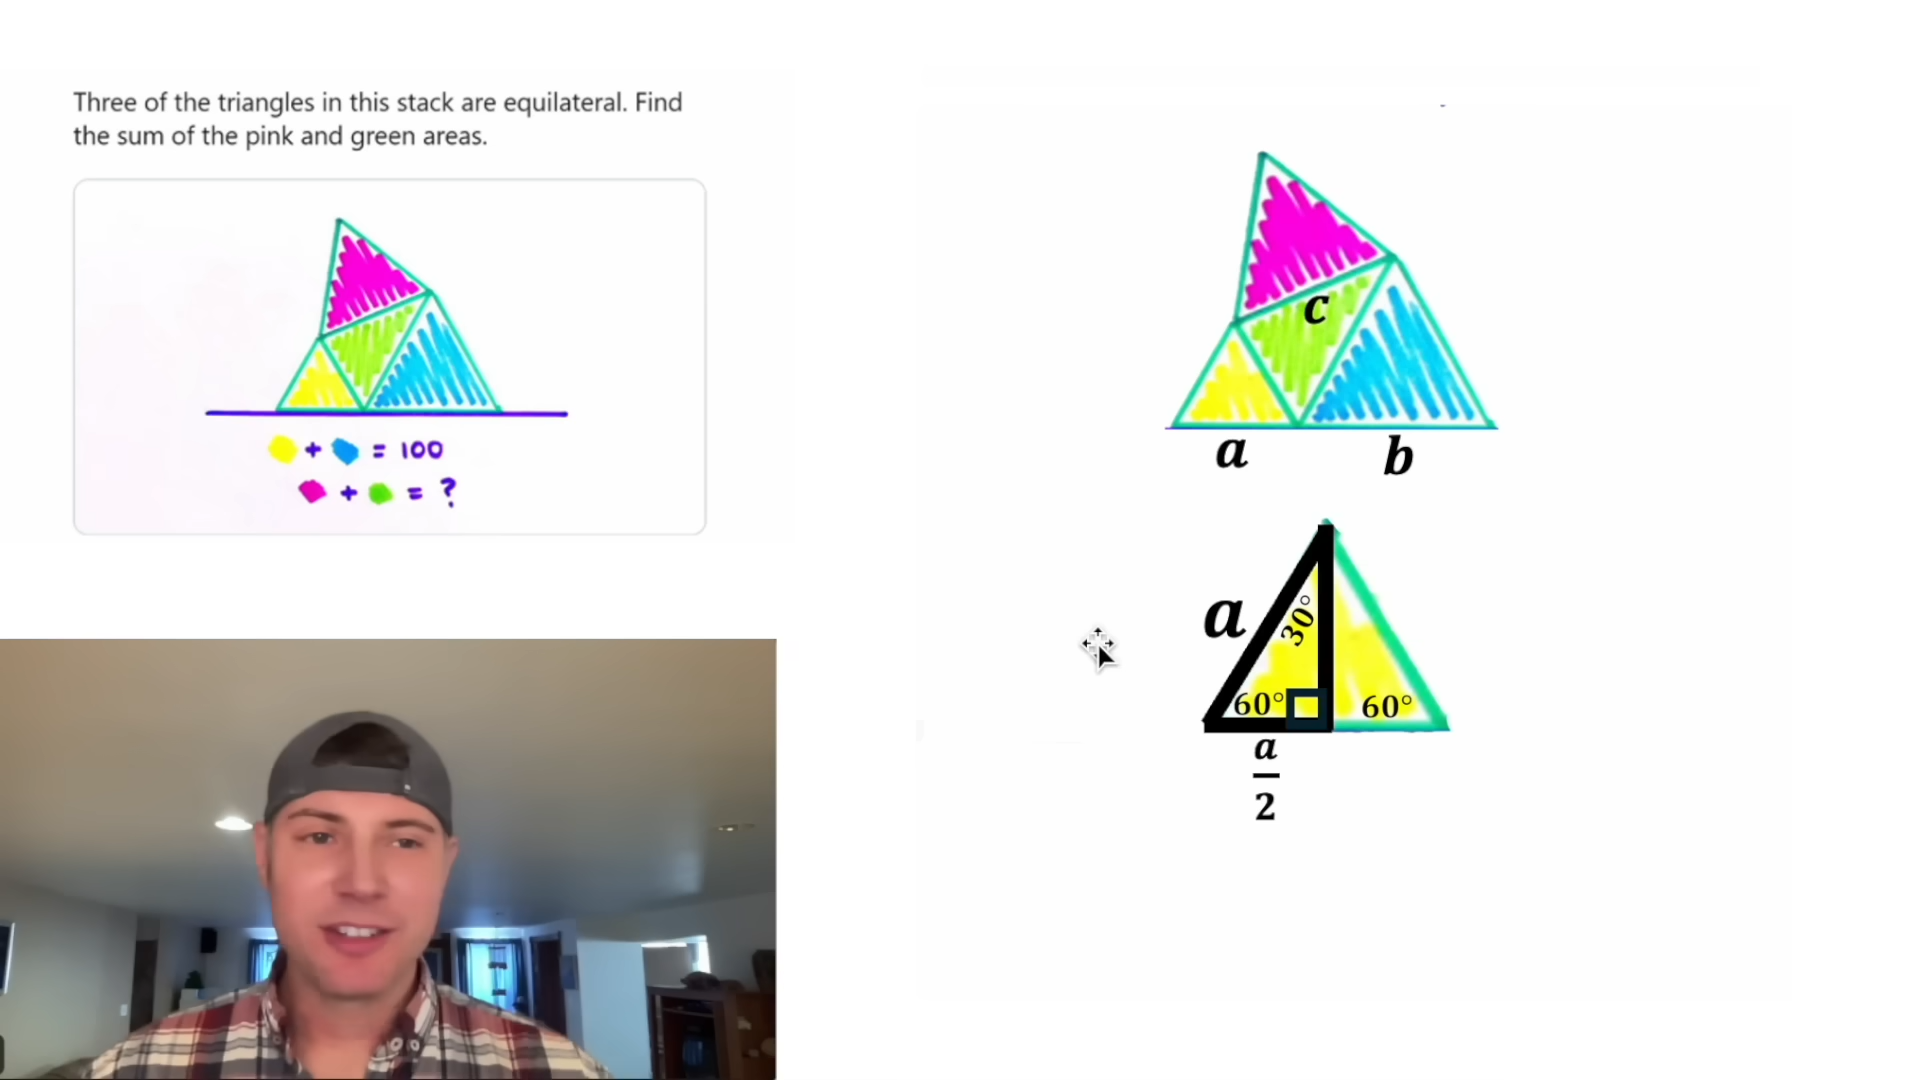 Three of the triangles in this stack are equilateral. Find
the sum of the pink and green areas.
+ = 100
+ = ?
c
a
b
a
30°
60°
60°
a
2